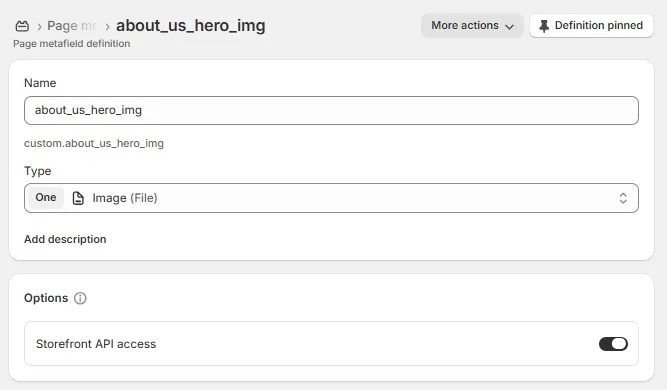 Page me about_us_hero_img
More actions
Definition pinned
Page metafield definition
Name
about_us_hero_img
custom.about_us_hero_img
Type
One Image (File)
Add description
Options
Storefront API access